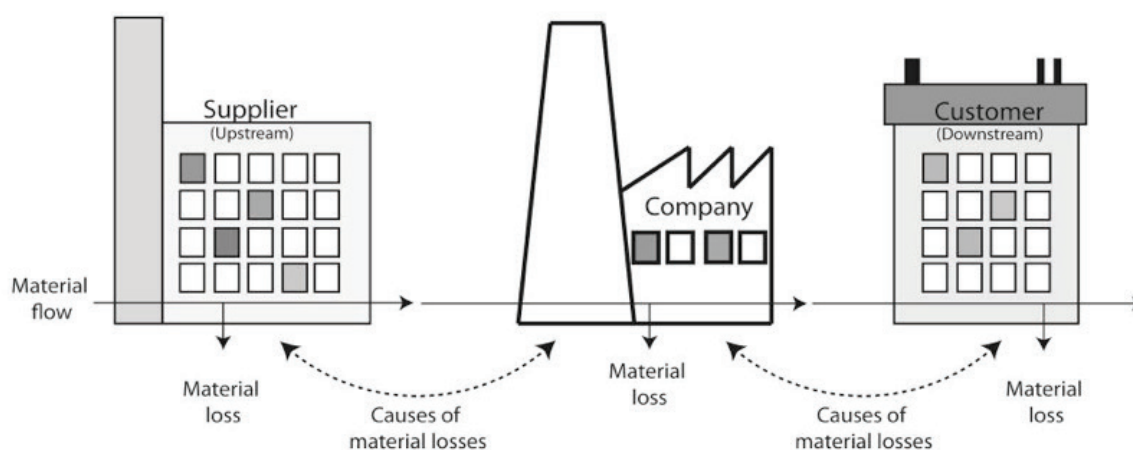 Supplier
(Upstream)
Customer
(Downstream)
Company
Material
flow
Material
loss
Causes of
material losses
Material
loss
Causes of
material losses
Material
loss